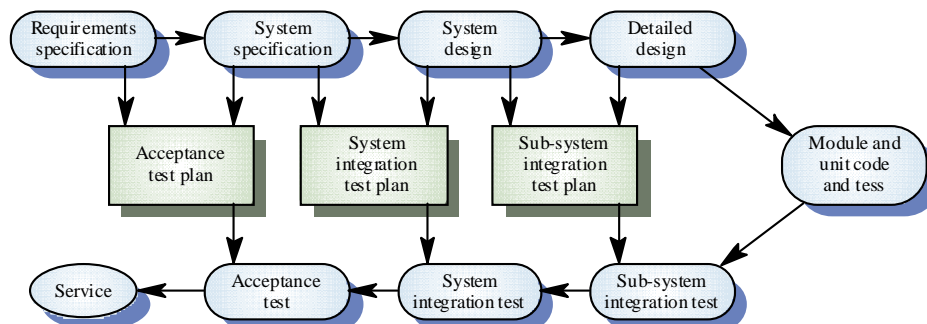 Requirements
specification
System
specification
System
design
Detailed
design
Acceptance
test plan
System
integration
test plan
Sub-system
integration
test plan
Module and
unit code
and tess
Service
Acceptance
test
System
integration test
Sub-system
integration test